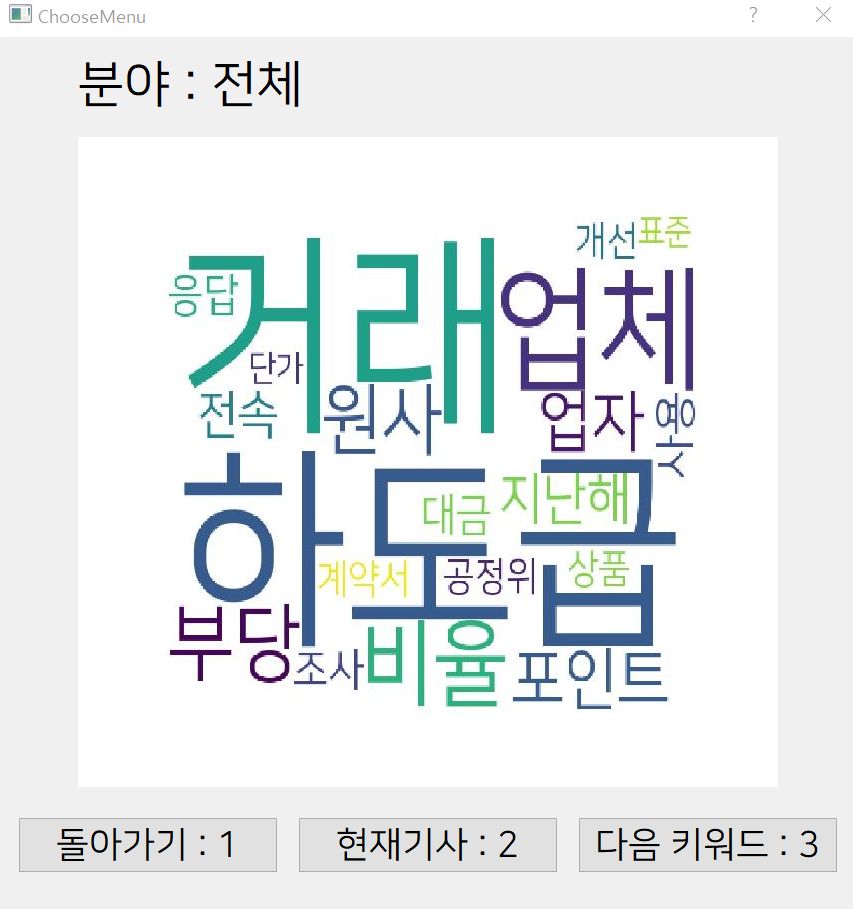 ChooseMenu
분야 : 전체
개선
표준
응답
거래
업체
단가
전속
원사
업자
사용
하도급
대금
지난해
계약서
공정위
상품
부당
조사
비율
포인트
돌아가기 : 1
현재기사 : 2
다음 키워드 : 3